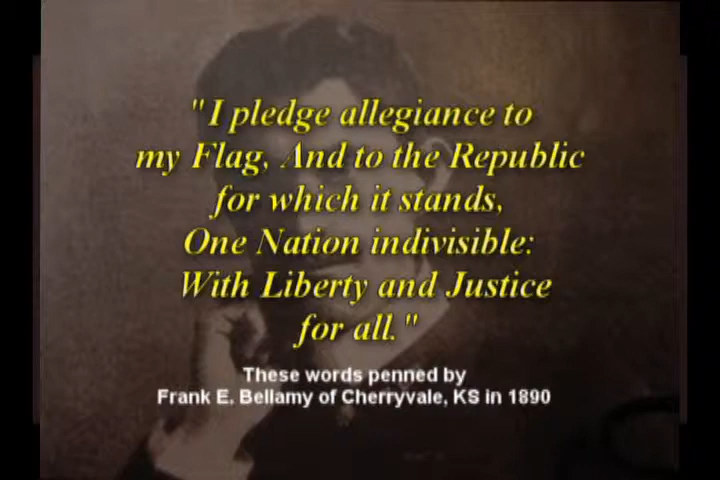 "I pledge allegiance to
my Flag, And to the Republic
for which it stands,
One Nation indivisible:
With Liberty and Justice
for all."
These words penned by
Frank E. Bellamy of Cherryvale, KS in 1890